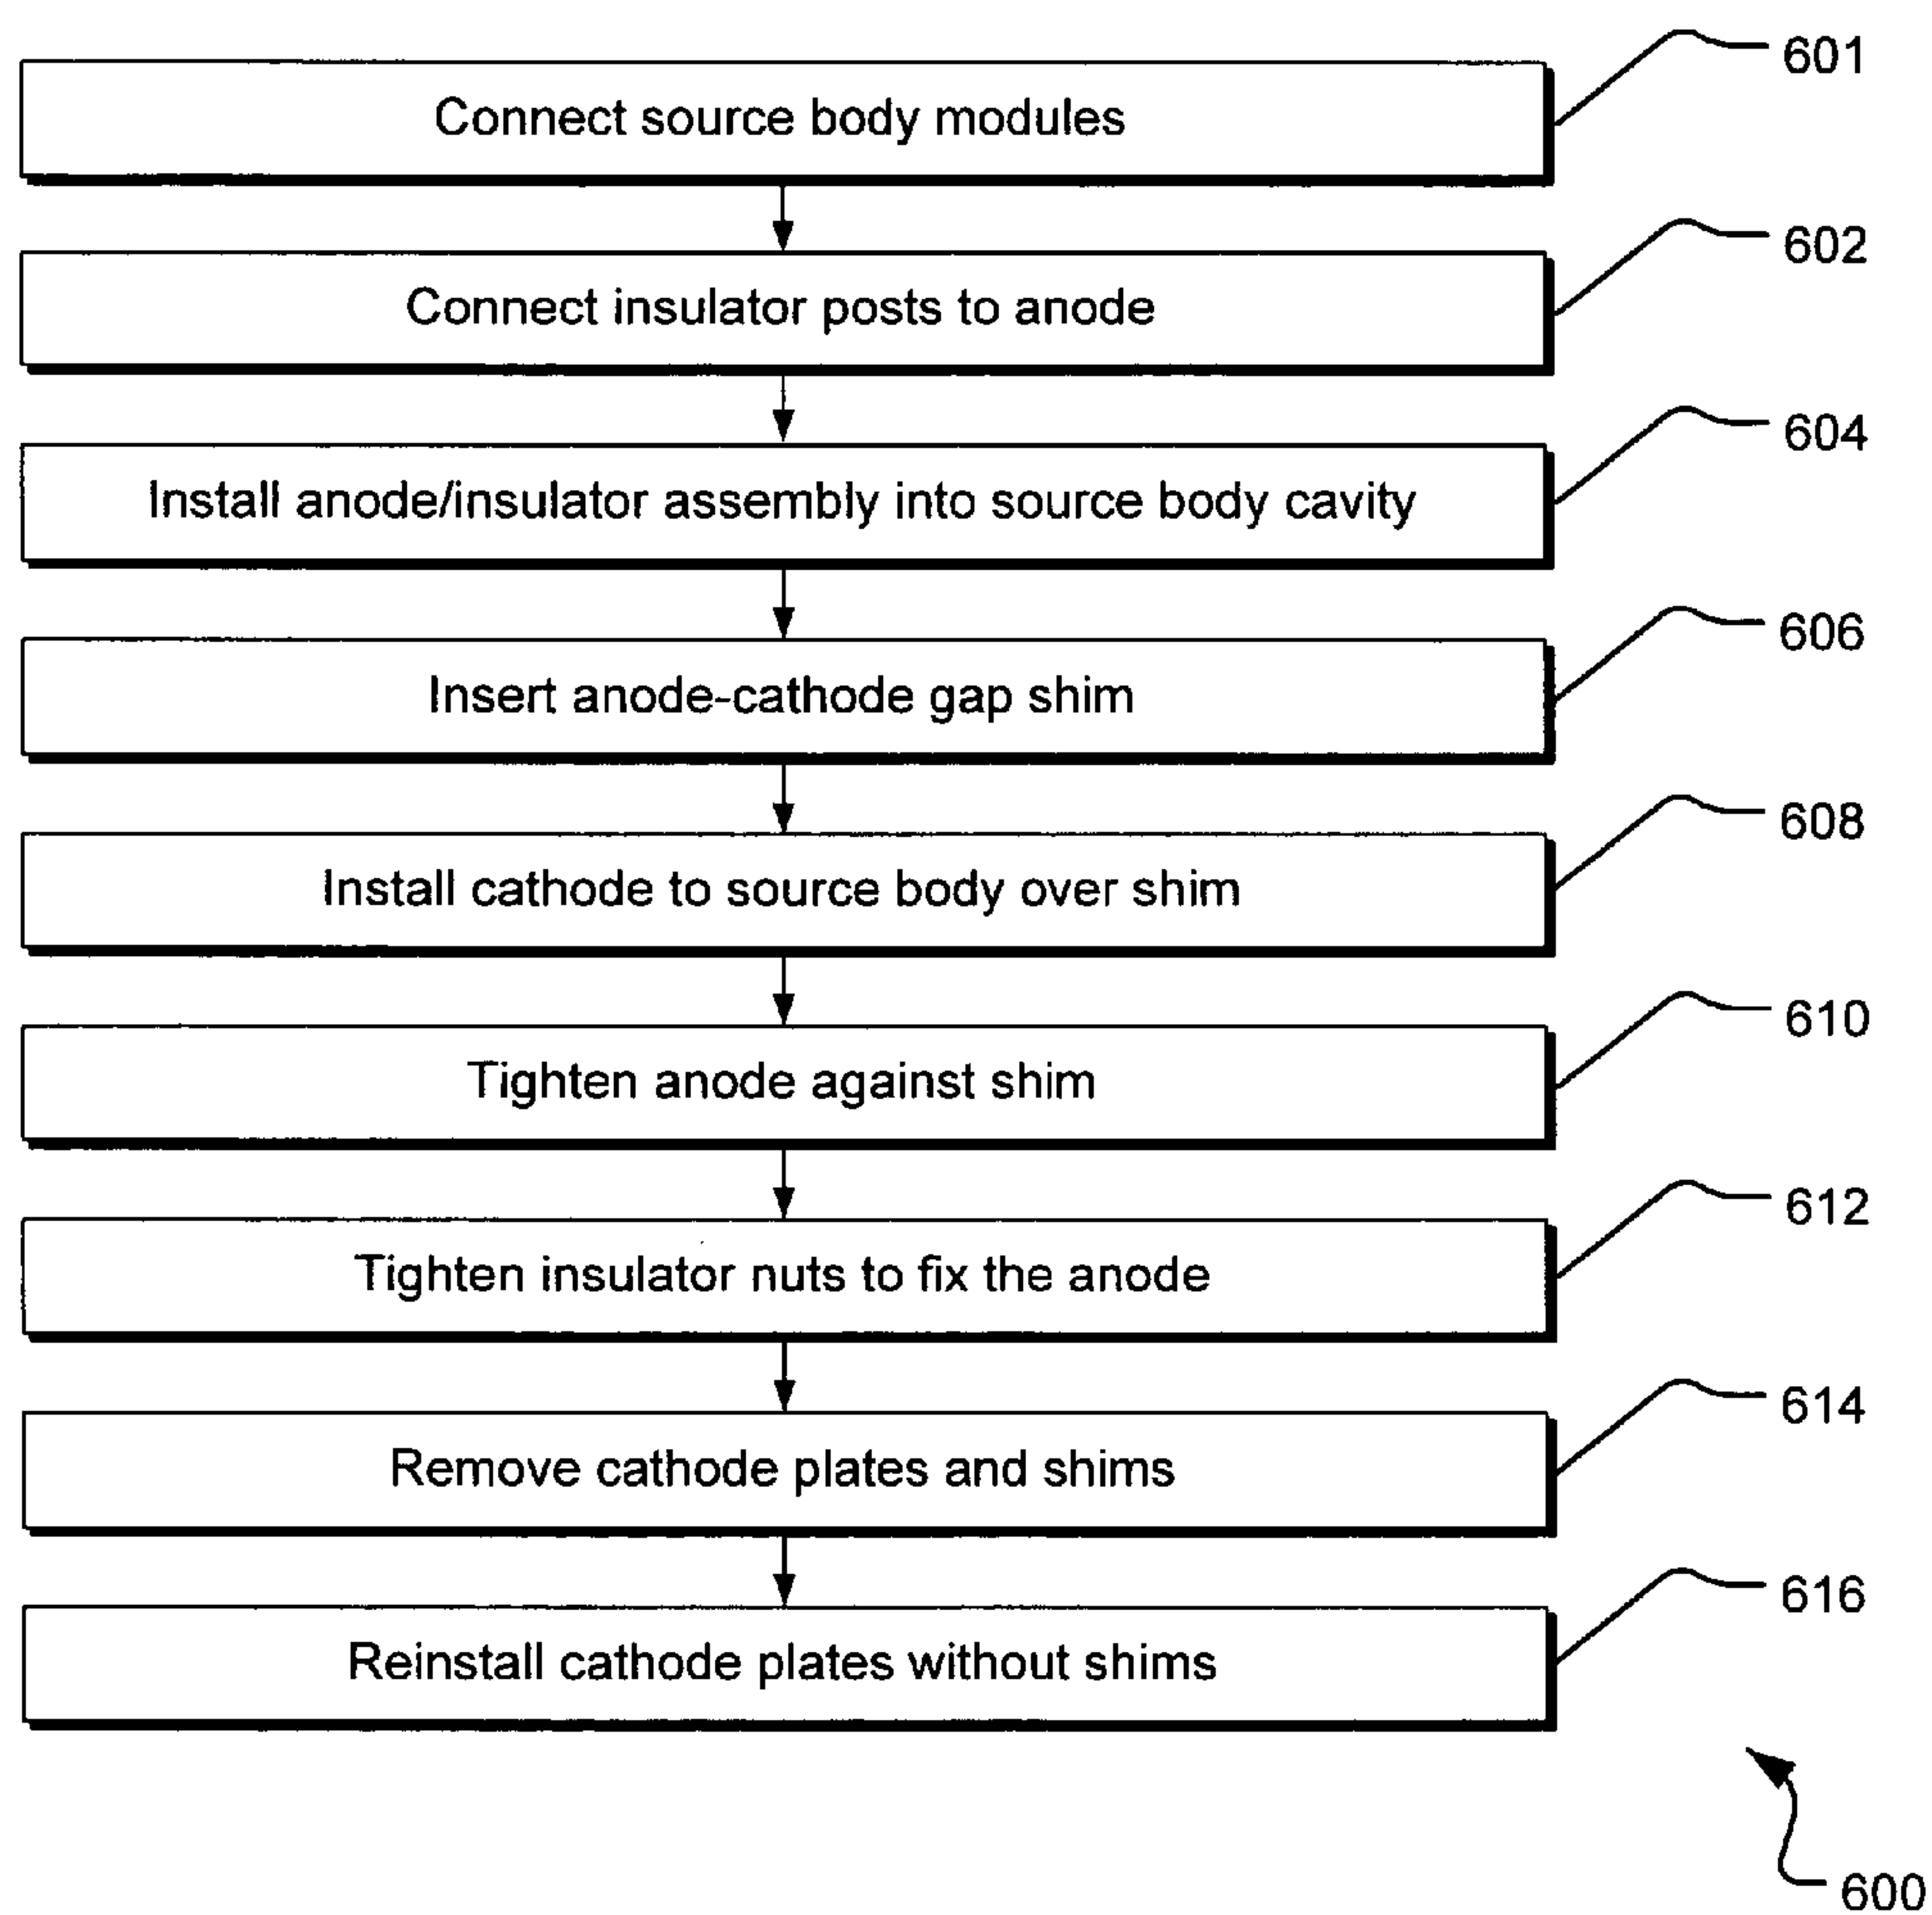 601
Connect source body modules
602
Connect insulator posts to anode
604
Install anode/insulator assembly into source body cavity
606
Insert anode-cathode gap shim
608
Install cathode to source body over shim
610
Tighten anode against shim
612
Tighten insulator nuts to fix the anode
614
Remove cathode plates and shims
616
Reinstall cathode plates without shims
600